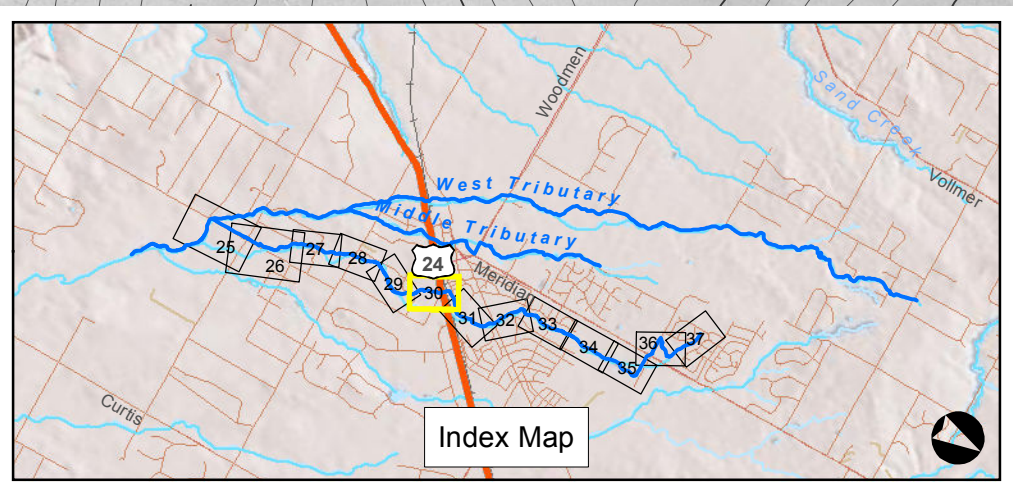 Woodmen
Sand Creek
Vollmer
West Tributary
Middle Tributary
24
Meridian
25
26
27
28
29
30
31
32
33
34
35
36
37
Curtis
Index Map